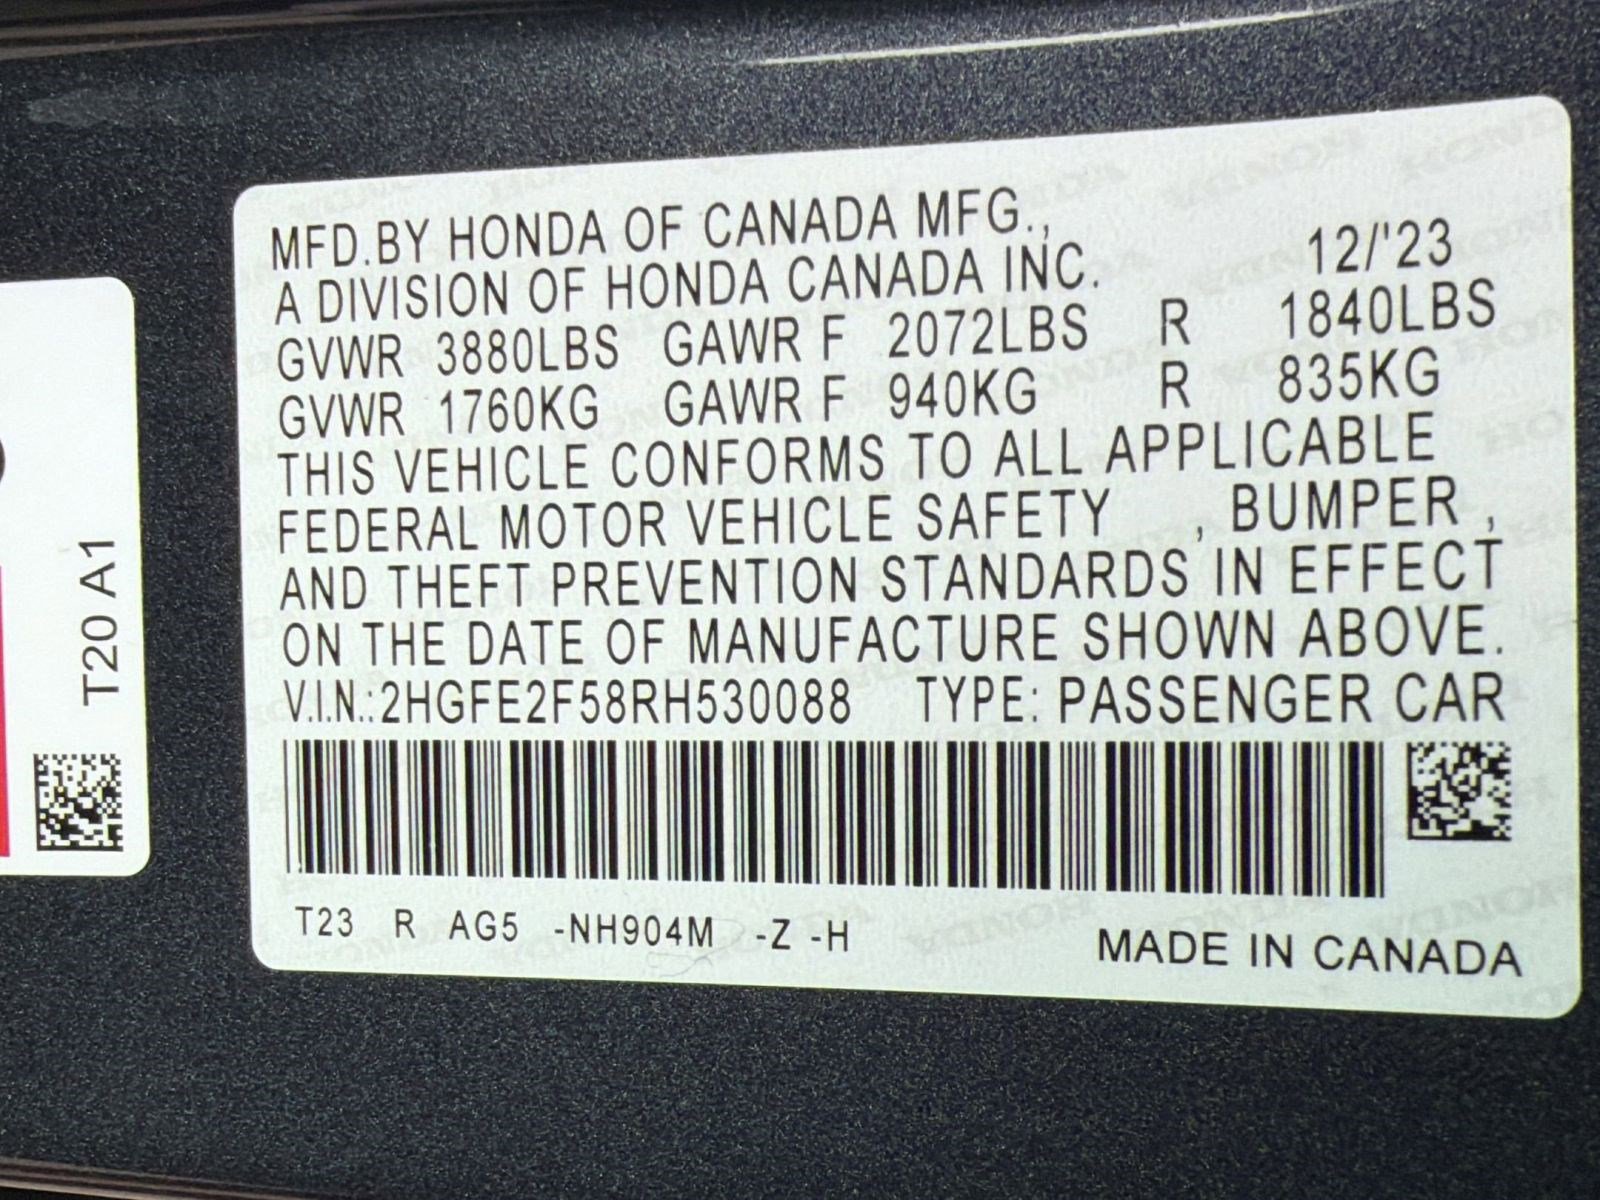 MFD.BY HONDA OF CANADA MFG.,
A DIVISION OF HONDA CANADA INC. 12/'23
GVWR 3880LBS GAWR F 2072LBS R 1840LBS
GVWR 1760KG GAWR F 940KG R 835KG
THIS VEHICLE CONFORMS TO ALL APPLICABLE
FEDERAL MOTOR VEHICLE SAFETY , BUMPER ,
AND THEFT PREVENTION STANDARDS IN EFFECT
ON THE DATE OF MANUFACTURE SHOWN ABOVE.
V.I.N.:2HGFE2F58RH530088 TYPE: PASSENGER CAR
T23 R AG5 -NH904M -Z -H
MADE IN CANADA
T20 A1